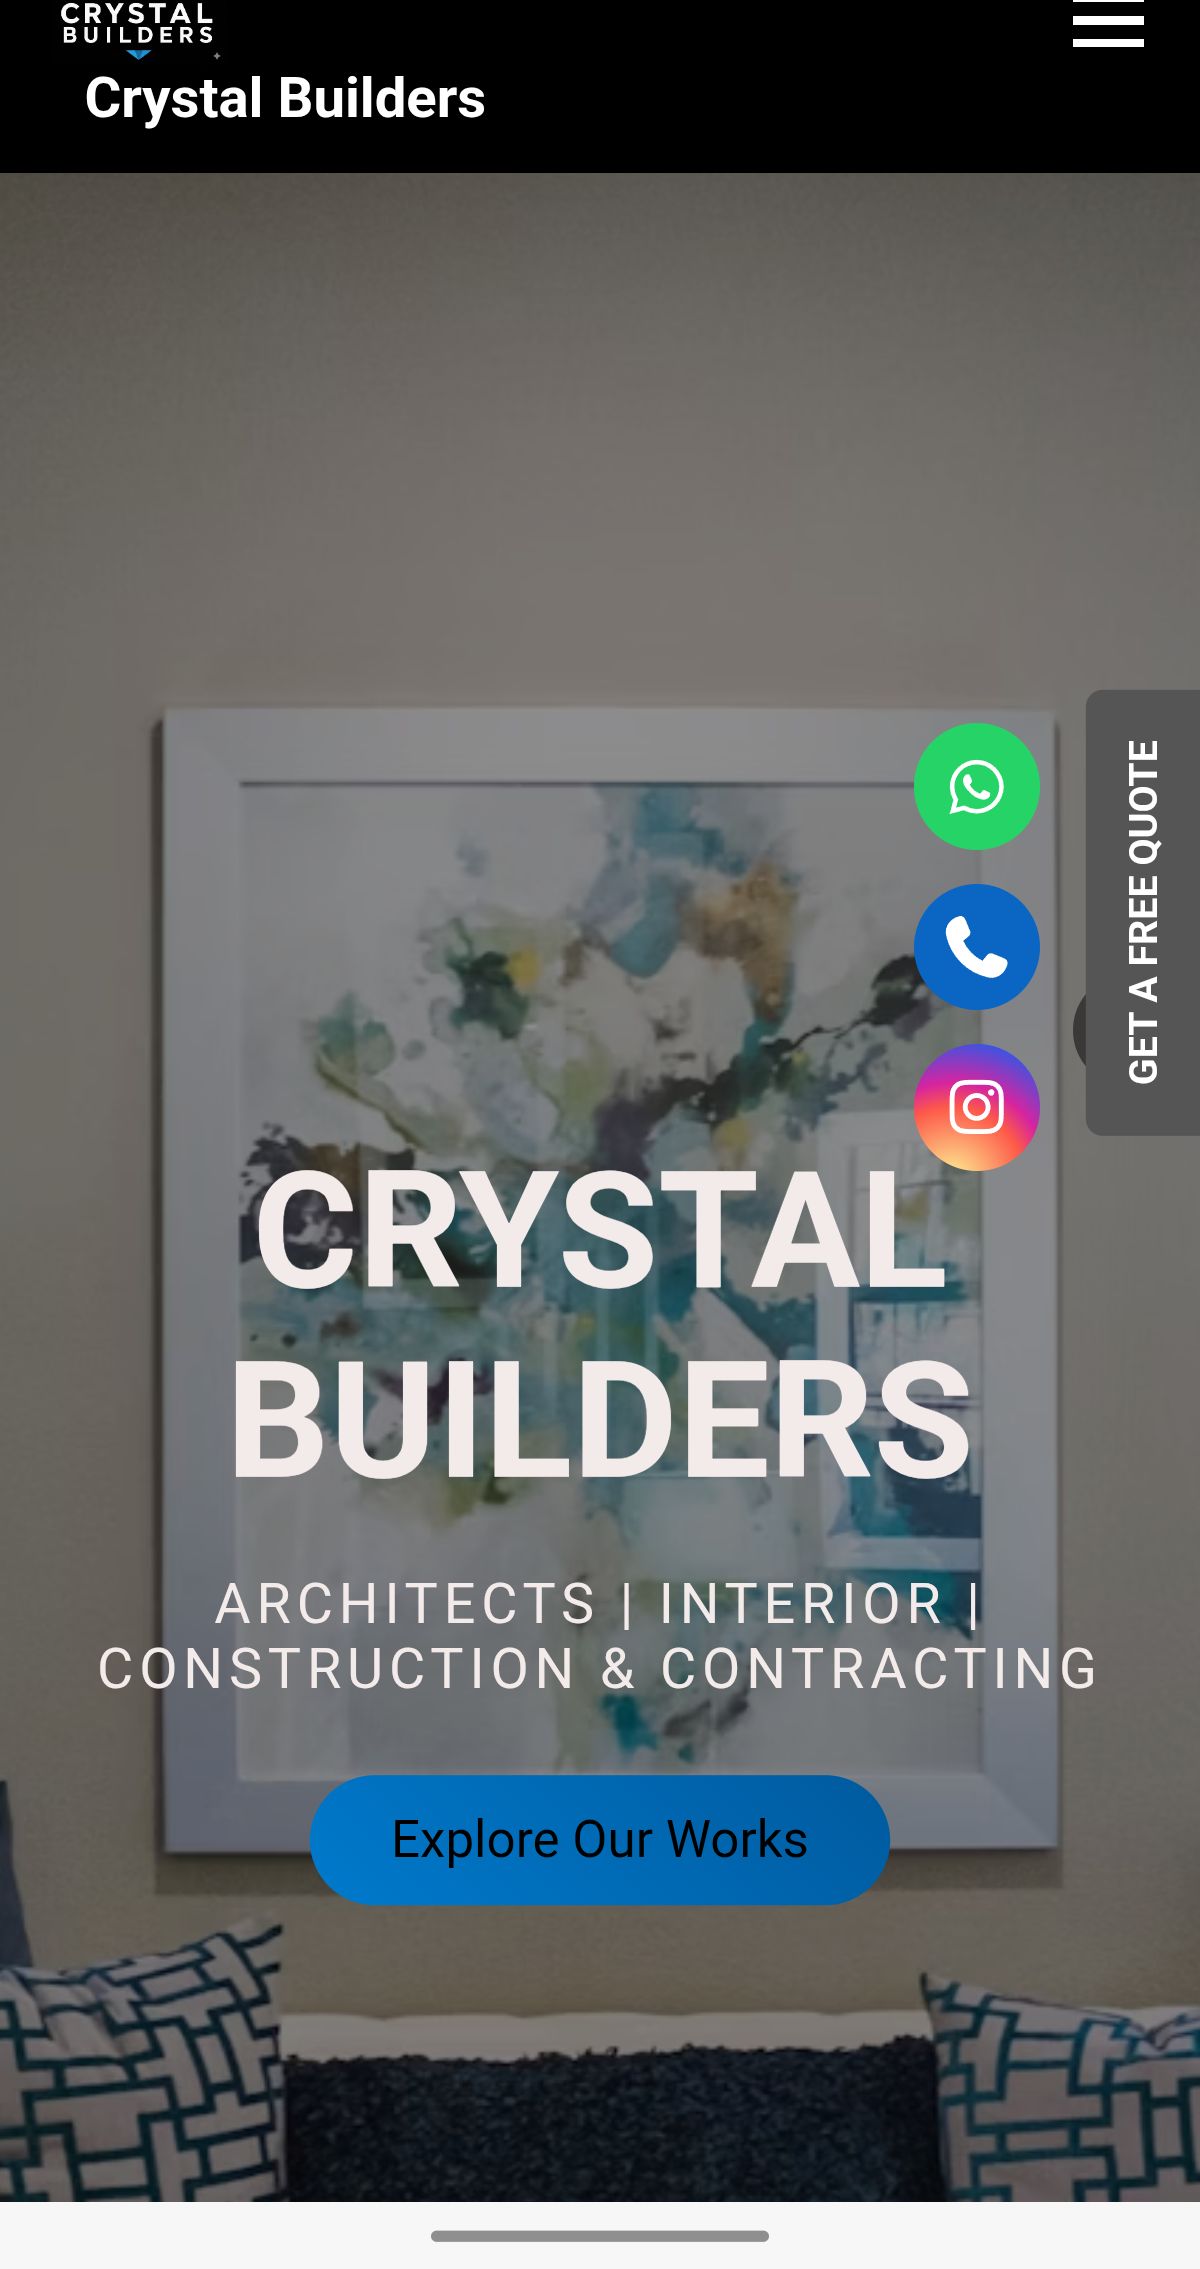 CRYSTAL
BUILDERS
Crystal Builders
GET A FREE QUOTE
CRYSTAL
BUILDERS
ARCHITECTS | INTERIOR |
CONSTRUCTION & CONTRACTING
Explore Our Works